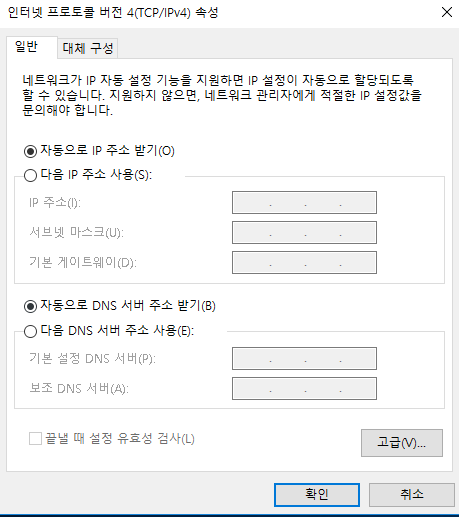 인터넷 프로토콜 버전 4(TCP/IPv4) 속성
일반
대체 구성
네트워크가 IP 자동 설정 기능을 지원하면 IP 설정이 자동으로 할당되도록
할 수 있습니다. 지원하지 않으면, 네트워크 관리자에게 적절한 IP 설정값을
문의해야 합니다.
자동으로 IP 주소 받기(O)
다음 IP 주소 사용(S):
IP 주소(I):
서브넷 마스크(U):
기본 게이트웨이(D):
자동으로 DNS 서버 주소 받기(B)
다음 DNS 서버 주소 사용(E):
기본 설정 DNS 서버(P):
보조 DNS 서버(A):
끝낼 때 설정 유효성 검사(L)
고급(V)...
확인
취소